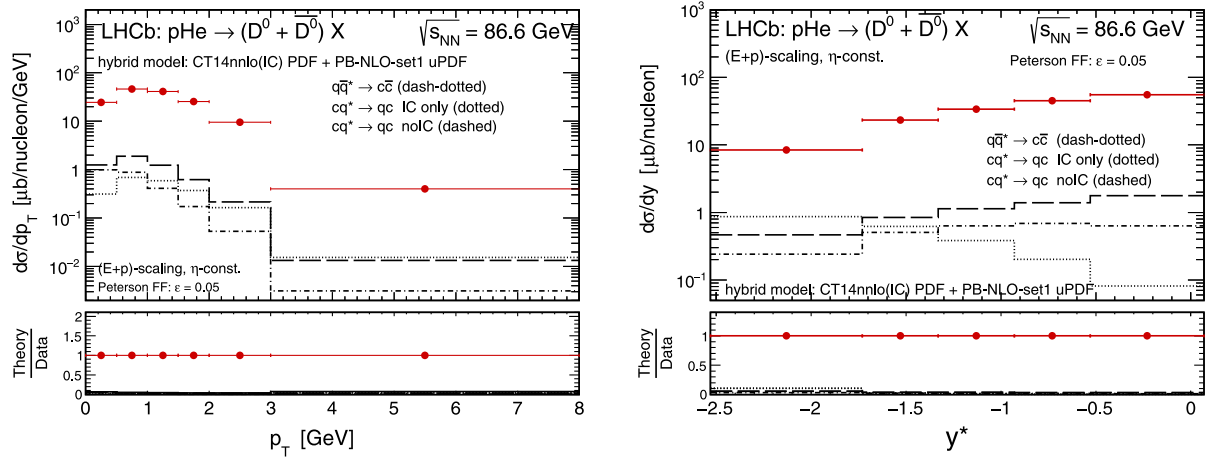 LHCb: pHe → (D⁰ + D̅⁰) X √s_NN = 86.6 GeV
hybrid model: CT14nnlo(IC) PDF + PB-NLO-set1 uPDF
qq̅* → cc̅ (dash-dotted)
cq* → qc IC only (dotted)
cq* → qc noIC (dashed)
dσ/dp_T [μb/nucleon/GeV]
10³
10²
10
1
10⁻¹
10⁻²
(E+p)-scaling, η-const.
Peterson FF: ε = 0.05
Theory
Data
2
1.5
1
0.5
0
0 1 2 3 4 5 6 7 8
p_T [GeV]
LHCb: pHe → (D⁰ + D̅⁰) X √s_NN = 86.6 GeV
(E+p)-scaling, η-const. Peterson FF: ε = 0.05
qq̅* → cc̅ (dash-dotted)
cq* → qc IC only (dotted)
cq* → qc noIC (dashed)
dσ/dy [μb/nucleon]
10³
10²
10
1
10⁻¹
hybrid model: CT14nnlo(IC) PDF + PB-NLO-set1 uPDF
Theory
Data
1
0.5
0
-2.5 -2 -1.5 -1 -0.5 0
y*